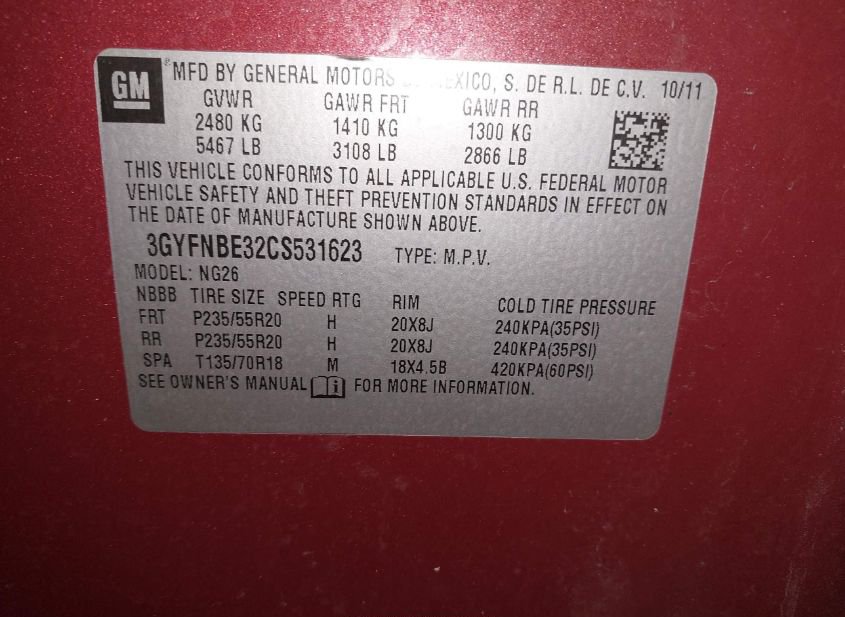 GM
® MFD BY GENERAL MOTORS MEXICO, S. DE R.L. DE C.V. 10/11
GVWR GAWR FRT GAWR RR
2480 KG 1410 KG 1300 KG
5467 LB 3108 LB 2866 LB
THIS VEHICLE CONFORMS TO ALL APPLICABLE U.S. FEDERAL MOTOR
VEHICLE SAFETY AND THEFT PREVENTION STANDARDS IN EFFECT ON
THE DATE OF MANUFACTURE SHOWN ABOVE.
3GYFNBE32CS531623 TYPE: M.P.V.
MODEL: NG26
NBBB TIRE SIZE SPEED RTG RIM COLD TIRE PRESSURE
FRT P235/55R20 H 20X8J 240KPA(35PSI)
RR P235/55R20 H 20X8J 240KPA(35PSI)
SPA T135/70R18 M 18X4.5B 420KPA(60PSI)
SEE OWNER'S MANUAL FOR MORE INFORMATION.